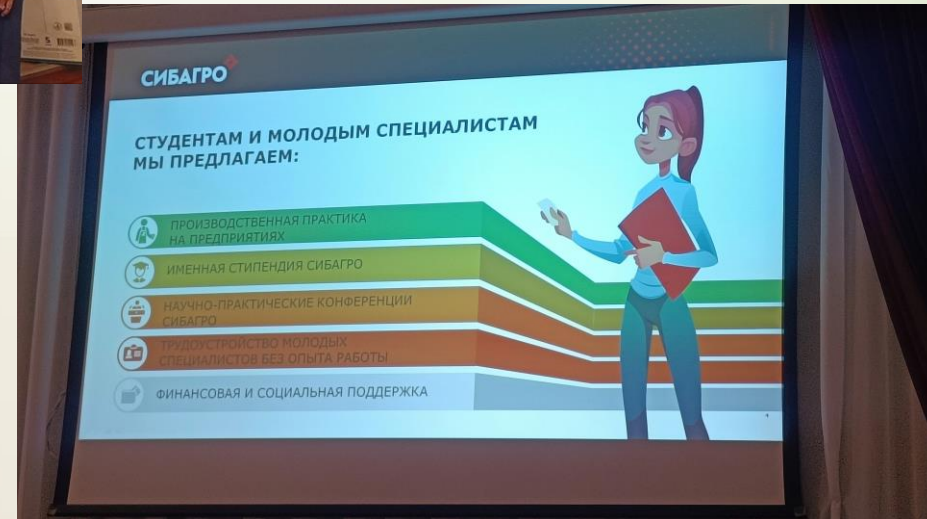 СИБАГРО
СТУДЕНТАМ И МОЛОДЫМ СПЕЦИАЛИСТАМ
МЫ ПРЕДЛАГАЕМ:
ПРОИЗВОДСТВЕННАЯ ПРАКТИКА
НА ПРЕДПРИЯТИЯХ
ИМЕННАЯ СТИПЕНДИЯ СИБАГРО
НАУЧНО-ПРАКТИЧЕСКИЕ КОНФЕРЕНЦИИ
СИБАГРО
ТРУДОУСТРОЙСТВО МОЛОДЫХ
СПЕЦИАЛИСТОВ БЕЗ ОПЫТА РАБОТЫ
ФИНАНСОВАЯ И СОЦИАЛЬНАЯ ПОДДЕРЖКА